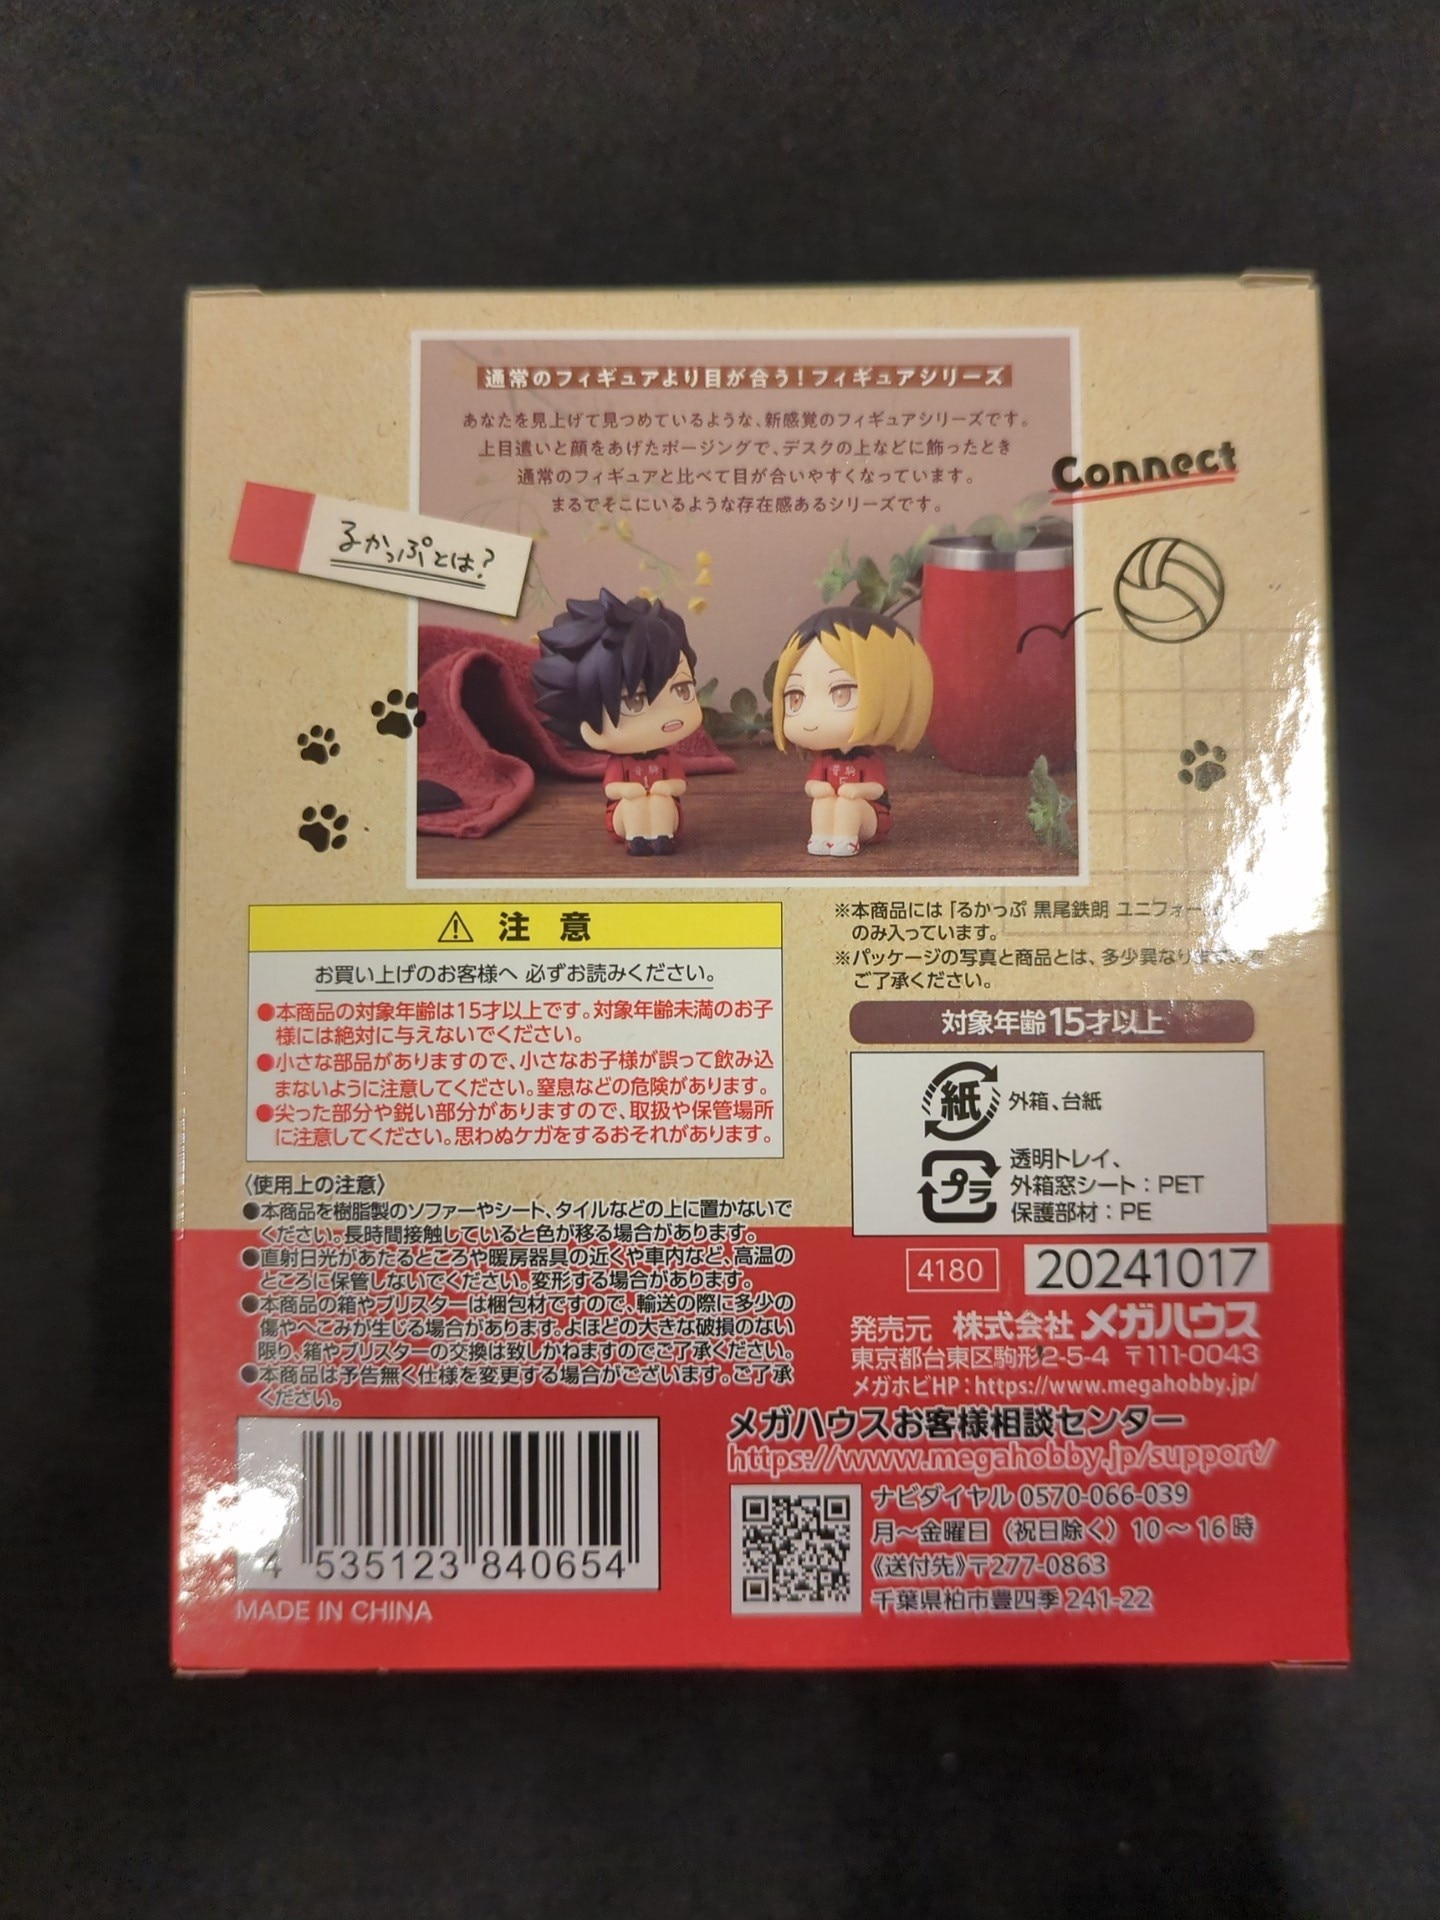 通常のフィギュアより目が合う!フィギュアシリーズ
あなたを見上げて見つめているような、新感覚のフィギュアシリーズです。
上目遣いと顔をあげたポージングで、デスクの上などに飾ったとき
通常のフィギュアと比べて目が合いやすくなっています。
まるでそこにいるような存在感あるシリーズです。
Connect
るかっぷとは?
音駒
1
音駒
5
⚠ 注意
お買い上げのお客様へ 必ずお読みください。
●本商品の対象年齢は15才以上です。対象年齢未満のお子
様には絶対に与えないでください。
●小さな部品がありますので、小さなお子様が誤って飲み込
まないように注意してください。窒息などの危険があります。
●尖った部分や鋭い部分がありますので、取扱や保管場所
に注意してください。思わぬケガをするおそれがあります。
〈使用上の注意〉
●本商品を樹脂製のソファーやシート、タイルなどの上に置かないで
ください。長時間接触していると色が移る場合があります。
●直射日光があたるところや暖房器具の近くや車内など、高温の
ところに保管しないでください。変形する場合があります。
●本商品の箱やブリスターは梱包材ですので、輸送の際に多少の
傷やへこみが生じる場合があります。よほどの大きな破損のない
限り、箱やブリスターの交換は致しかねますのでご了承ください。
●本商品は予告無く仕様を変更する場合がございます。ご了承
ください。
4 535123 840654
MADE IN CHINA
※本商品には「るかっぷ 黒尾鉄朗 ユニフォー
のみ入っています。
※パッケージの写真と商品とは、多少異なりま
ご了承ください。
対象年齢15才以上
紙 外箱、台紙
プラ 透明トレイ、
外箱窓シート:PET
保護部材:PE
4180 20241017
発売元 株式会社 メガハウス
東京都台東区駒形2-5-4 〒111-0043
メガホビHP:https://www.megahobby.jp/
メガハウスお客様相談センター
https://www.megahobby.jp/support/
ナビダイヤル 0570-066-039
月〜金曜日(祝日除く)10〜16時
《送付先》〒277-0863
千葉県柏市豊四季 241-22